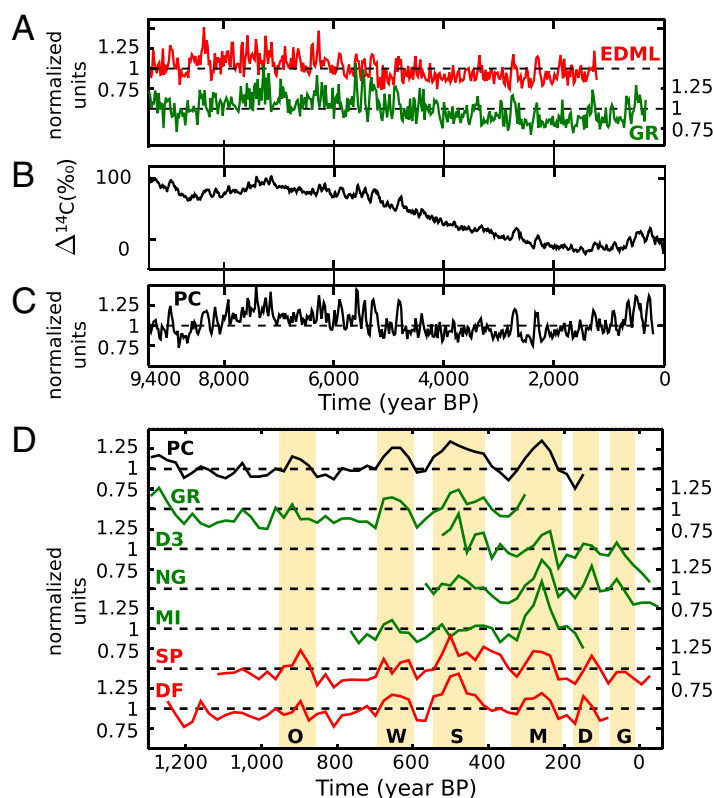 A
normalized
units
1.25
1
0.75
EDML
1.25
1
0.75
GR
B
Δ¹⁴C(‰)
100
0
C
normalized
units
1.25
1
0.75
PC
9,400 8,000 6,000 4,000 2,000 0
Time (year BP)
D
normalized
units
1.25 PC
1
0.75 1.25
GR 1
1.25 0.75
D3
1
0.75 1.25
NG 1
1.25 0.75
MI
1
0.75 1.25
SP 1
1.25 DF 0.75
1
0.75
O W S M D G
1,200 1,000 800 600 400 200 0
Time (year BP)